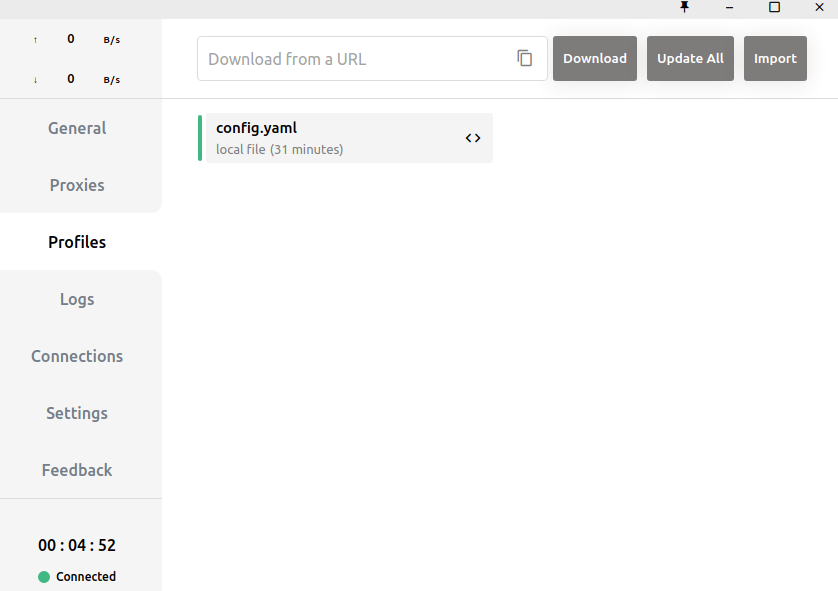 ↑ 0 B/s
↓ 0 B/s
Download from a URL
Download
Update All
Import
General
Proxies
Profiles
Logs
Connections
Settings
Feedback
config.yaml
local file (31 minutes)
00 : 04 : 52
Connected